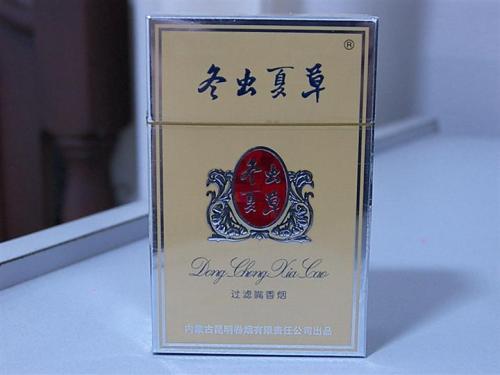 ®
冬虫夏草
冬虫
夏草
Dong Chong Xia Cao
过滤嘴香烟
内蒙古昆明卷烟有限责任公司出品